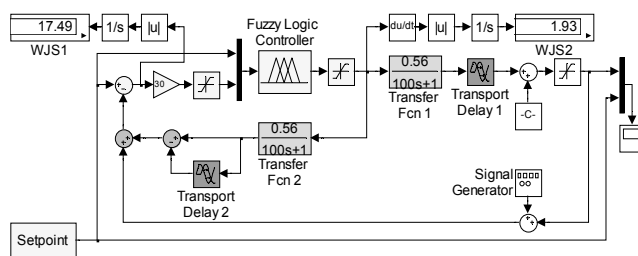 17.49
WJS1
1/s
|u|
Fuzzy Logic
Controller
du/dt
|u|
1/s
1.93
WJS2
30
0.56
100s+1
Transfer
Fcn 1
Transport
Delay 1
-C-
0.56
100s+1
Transfer
Fcn 2
Transport
Delay 2
Signal
Generator
Setpoint